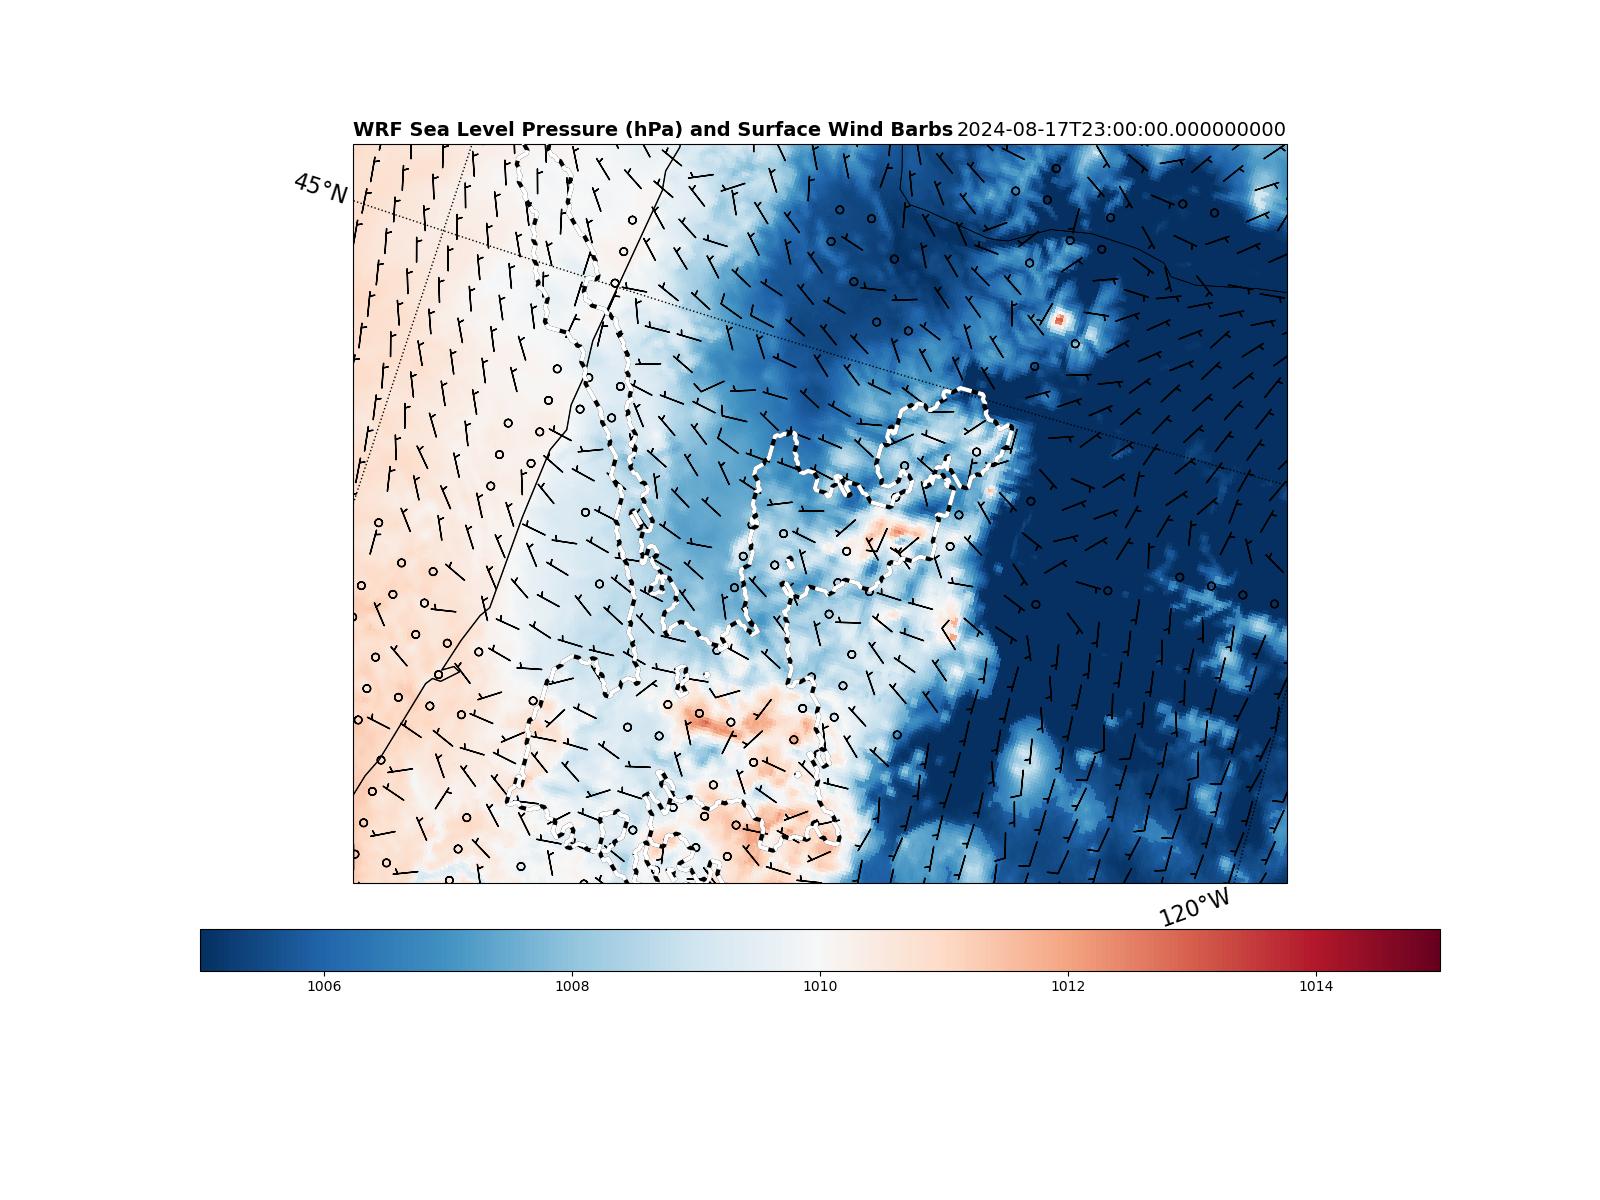 WRF Sea Level Pressure (hPa) and Surface Wind Barbs 2024-08-17T23:00:00.000000000
45°N
120°W
1006 1008 1010 1012 1014